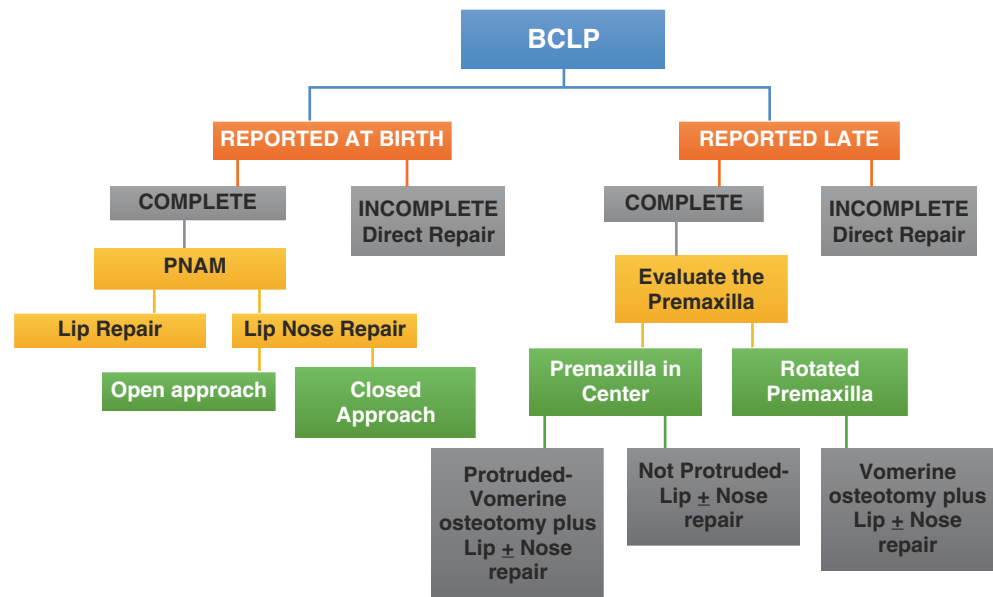 BCLP
REPORTED AT BIRTH
REPORTED LATE
COMPLETE
INCOMPLETE
Direct Repair
COMPLETE
INCOMPLETE
Direct Repair
PNAM
Evaluate the
Premaxilla
Lip Repair
Lip Nose Repair
Open approach
Closed
Approach
Premaxilla in
Center
Rotated
Premaxilla
Protruded-
Vomerine
osteotomy plus
Lip ± Nose
repair
Not Protruded-
Lip ± Nose
repair
Vomerine
osteotomy plus
Lip ± Nose
repair